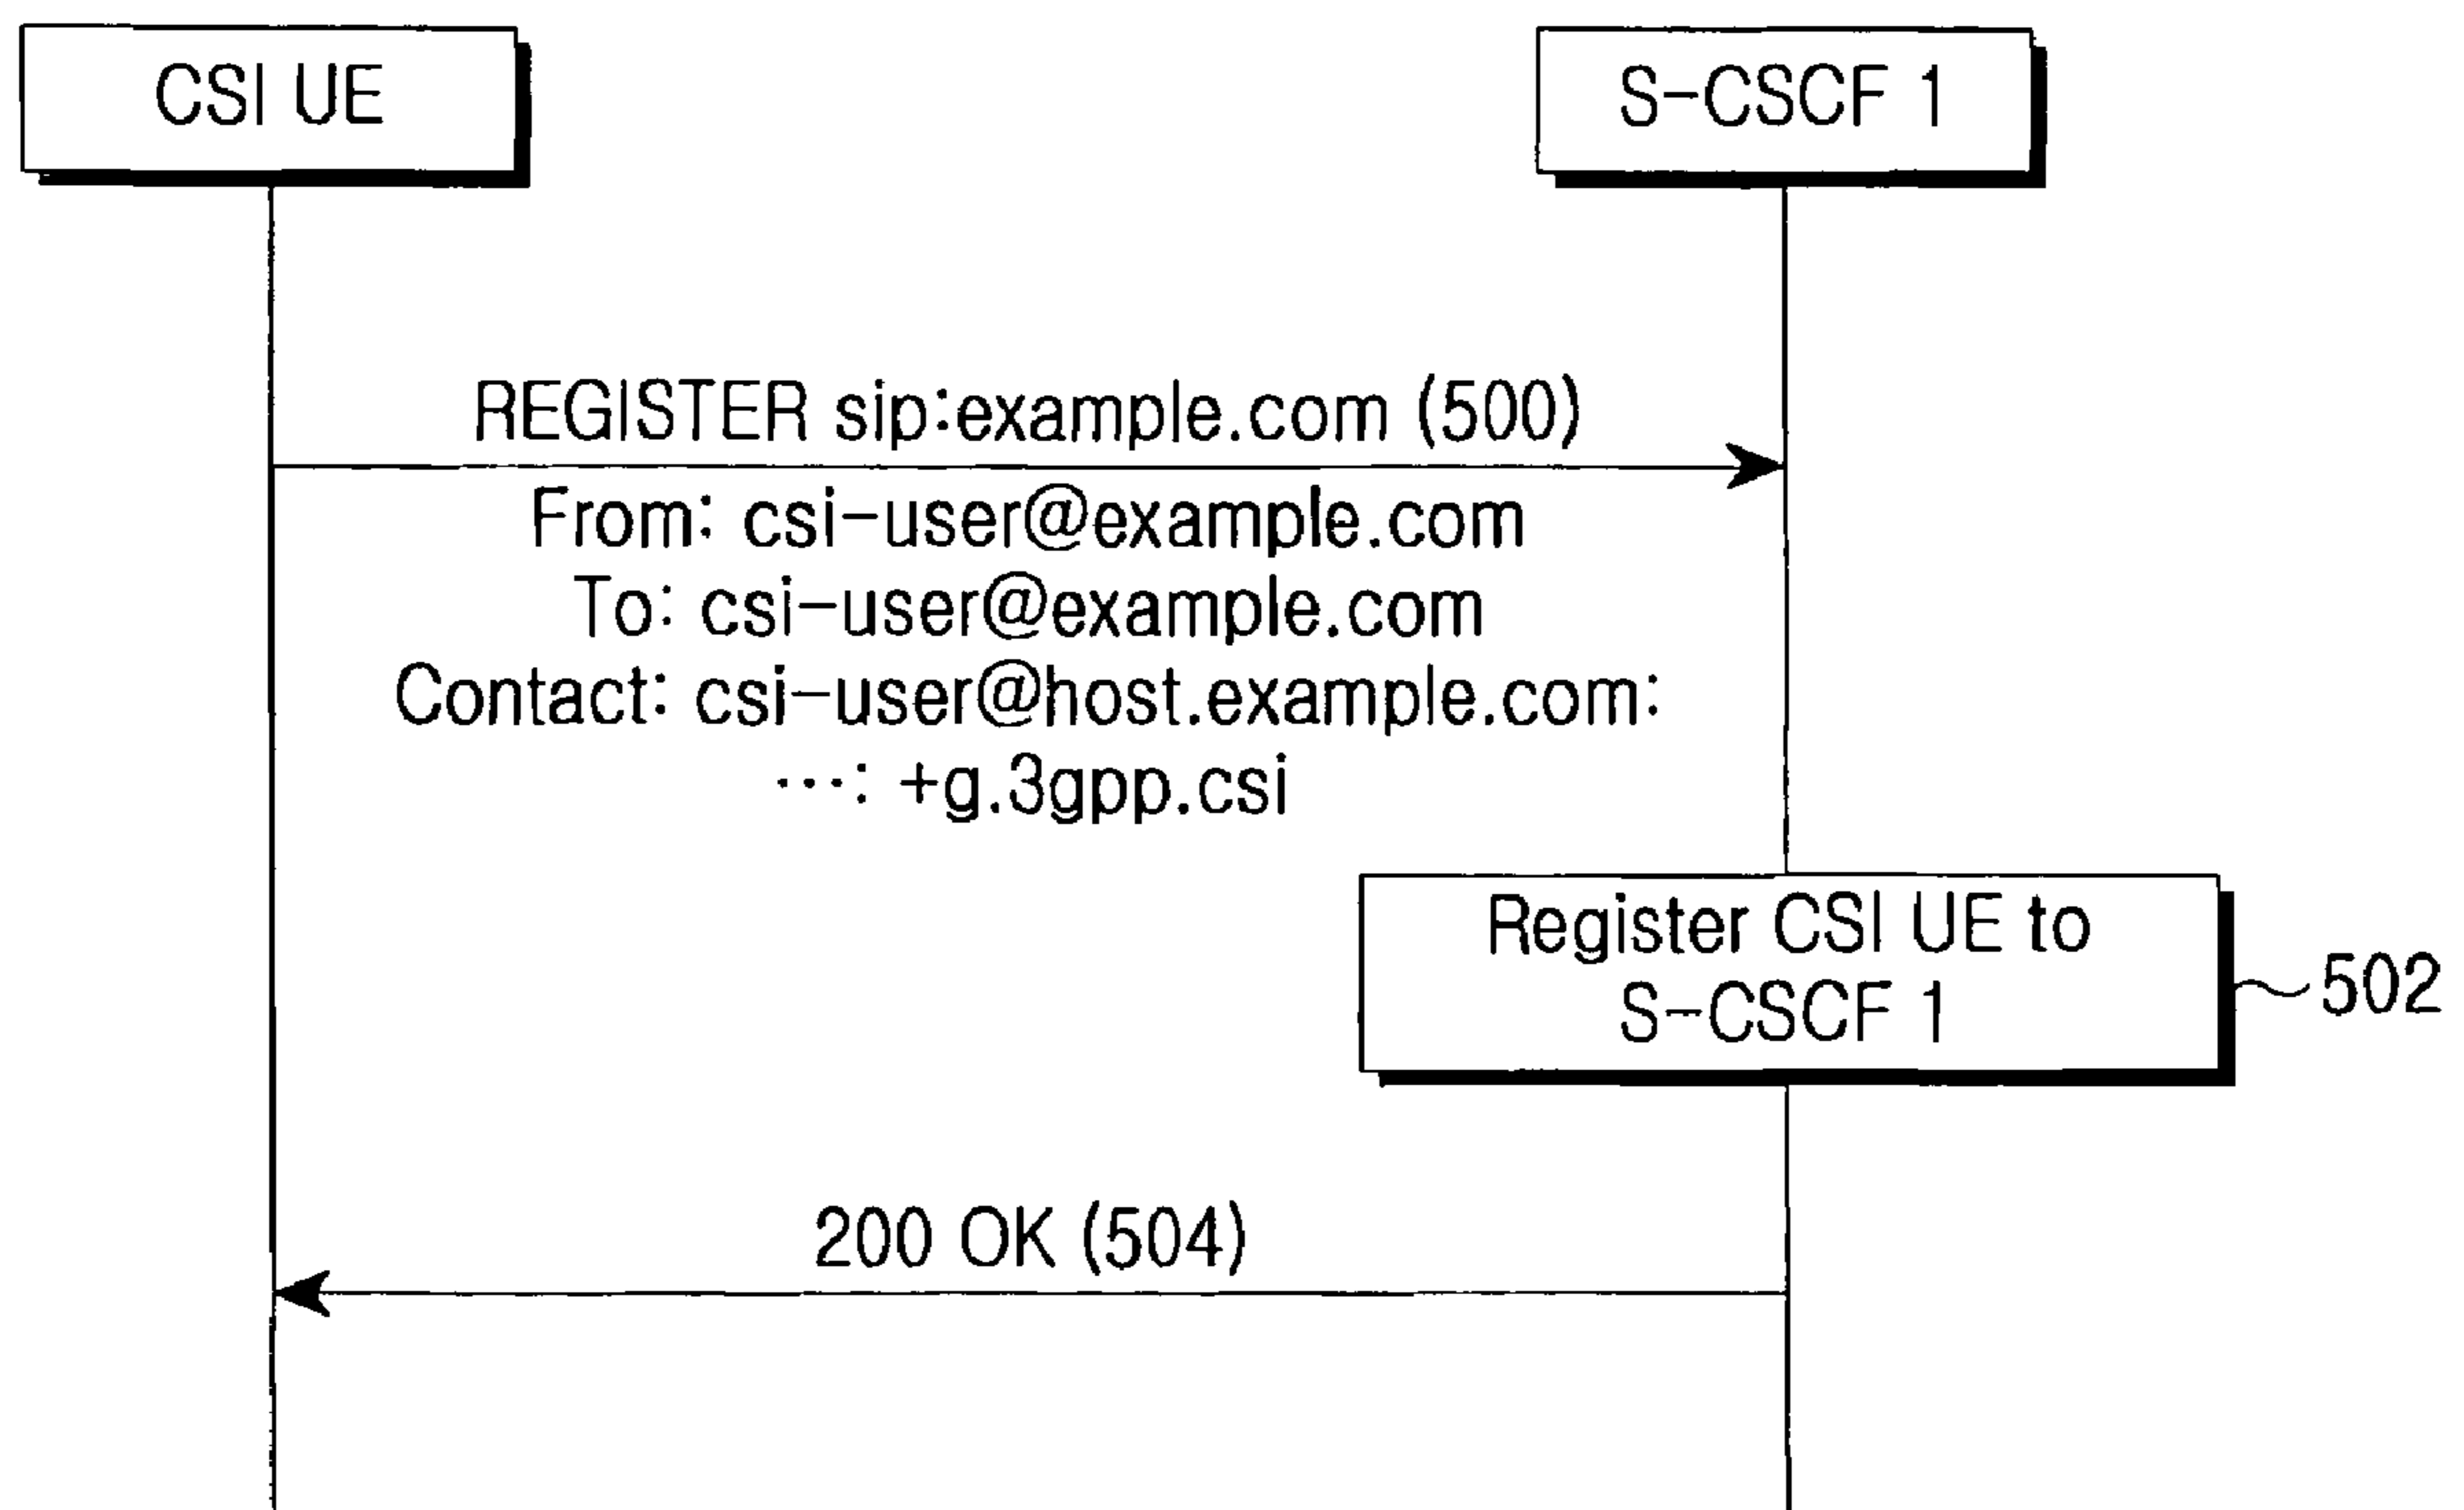 CSI UE
S-CSCF 1
REGISTER sip:example.com (500)
From: csi-user@example.com
To: csi-user@example.com
Contact: csi-user@host.example.com:
…: +g.3gpp.csi
Register CSI UE to
S-CSCF 1
502
200 OK (504)